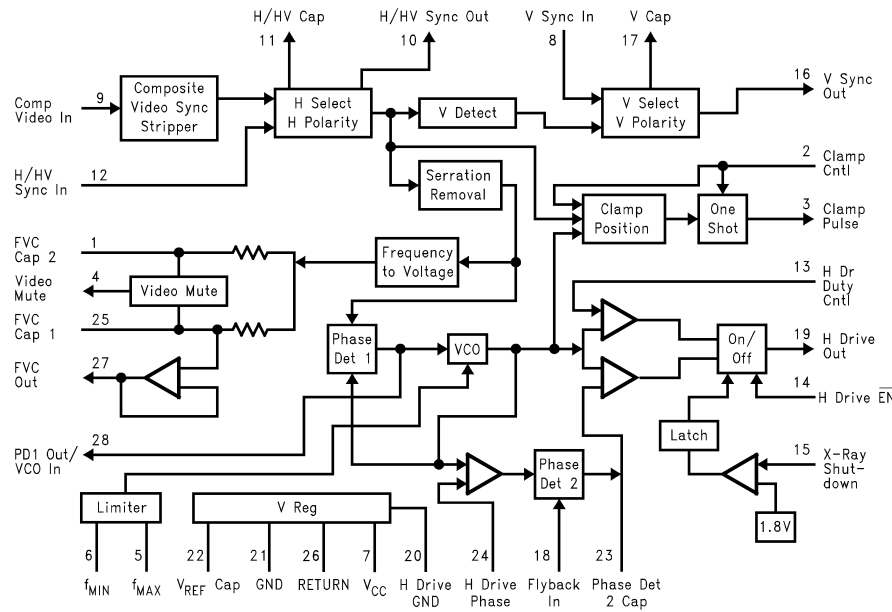 H/HV Cap
11
H/HV Sync Out
10
V Sync In
8
V Cap
17
Comp
Video In
9
Composite
Video Sync
Stripper
H Select
H Polarity
V Detect
V Select
V Polarity
16
V Sync
Out
H/HV
Sync In
12
Serration
Removal
2
Clamp
Cntl
Clamp
Position
One
Shot
3
Clamp
Pulse
FVC
Cap 2
1
Frequency
to Voltage
Video
Mute
4
Video Mute
13
H Dr
Duty
Cntl
FVC
Cap 1
25
Phase
Det 1
VCO
On/
Off
19
H Drive
Out
FVC
Out
27
14
H Drive
PD1 Out/
VCO In
28
Latch
15
X-Ray
Shut-
down
Phase
Det 2
1.8V
Limiter
V Reg
6
5
22
21
26
7
20
24
18
23
fMIN
fMAX
VREF Cap
GND
RETURN
VCC
H Drive
GND
H Drive
Phase
Flyback
In
Phase Det
2 Cap